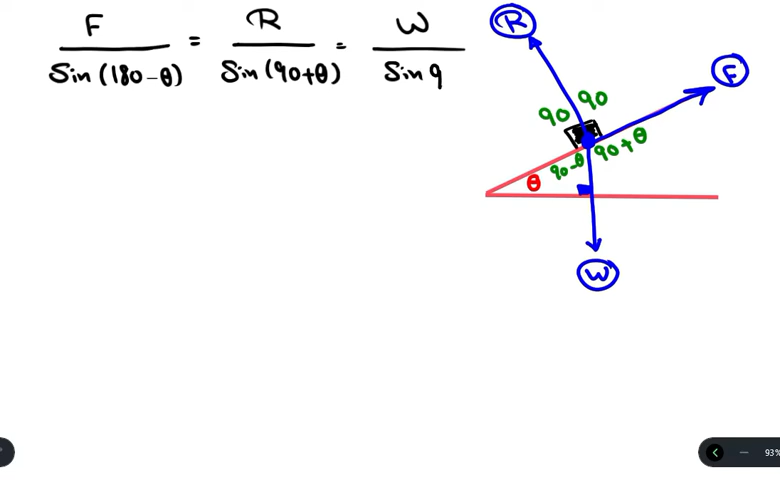 F R W
= =
Sin (180-θ) Sin (90+θ) Sin 9
R
F
90 90
90-θ 90+θ
θ
W
93%